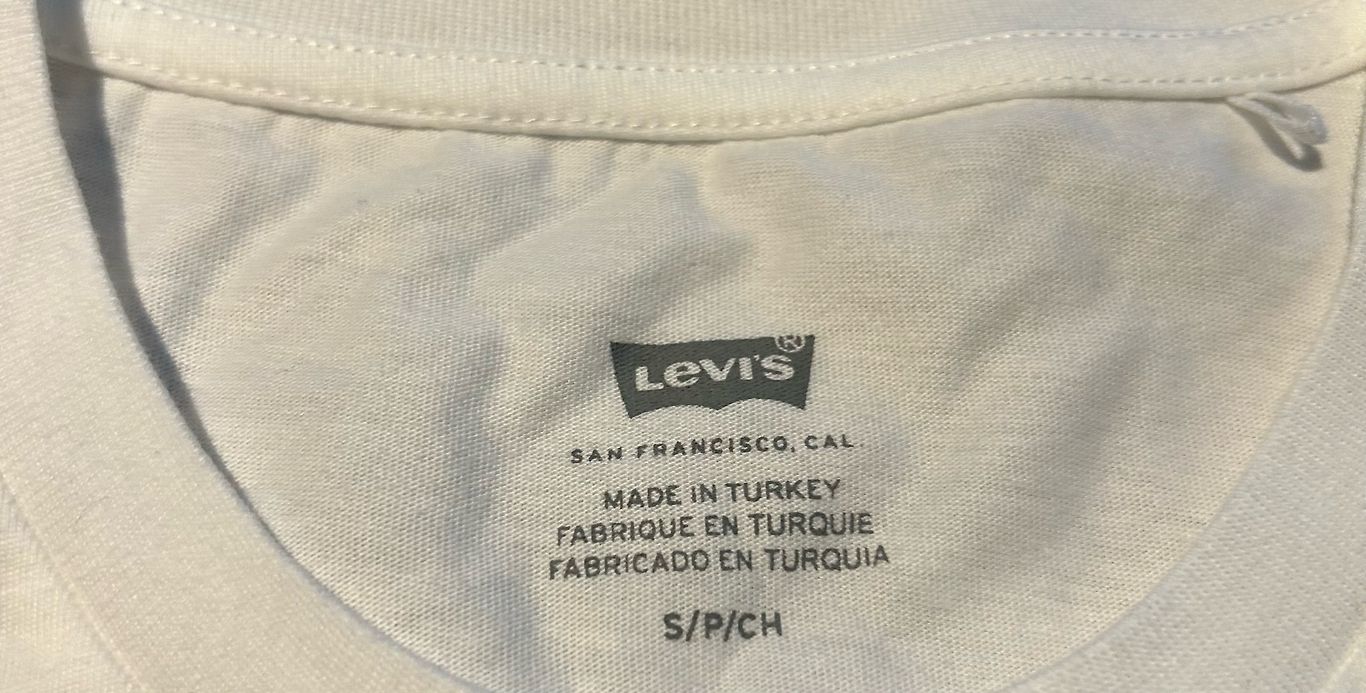 Levi's®
SAN FRANCISCO, CAL.
MADE IN TURKEY
FABRIQUE EN TURQUIE
FABRICADO EN TURQUIA
S/P/CH